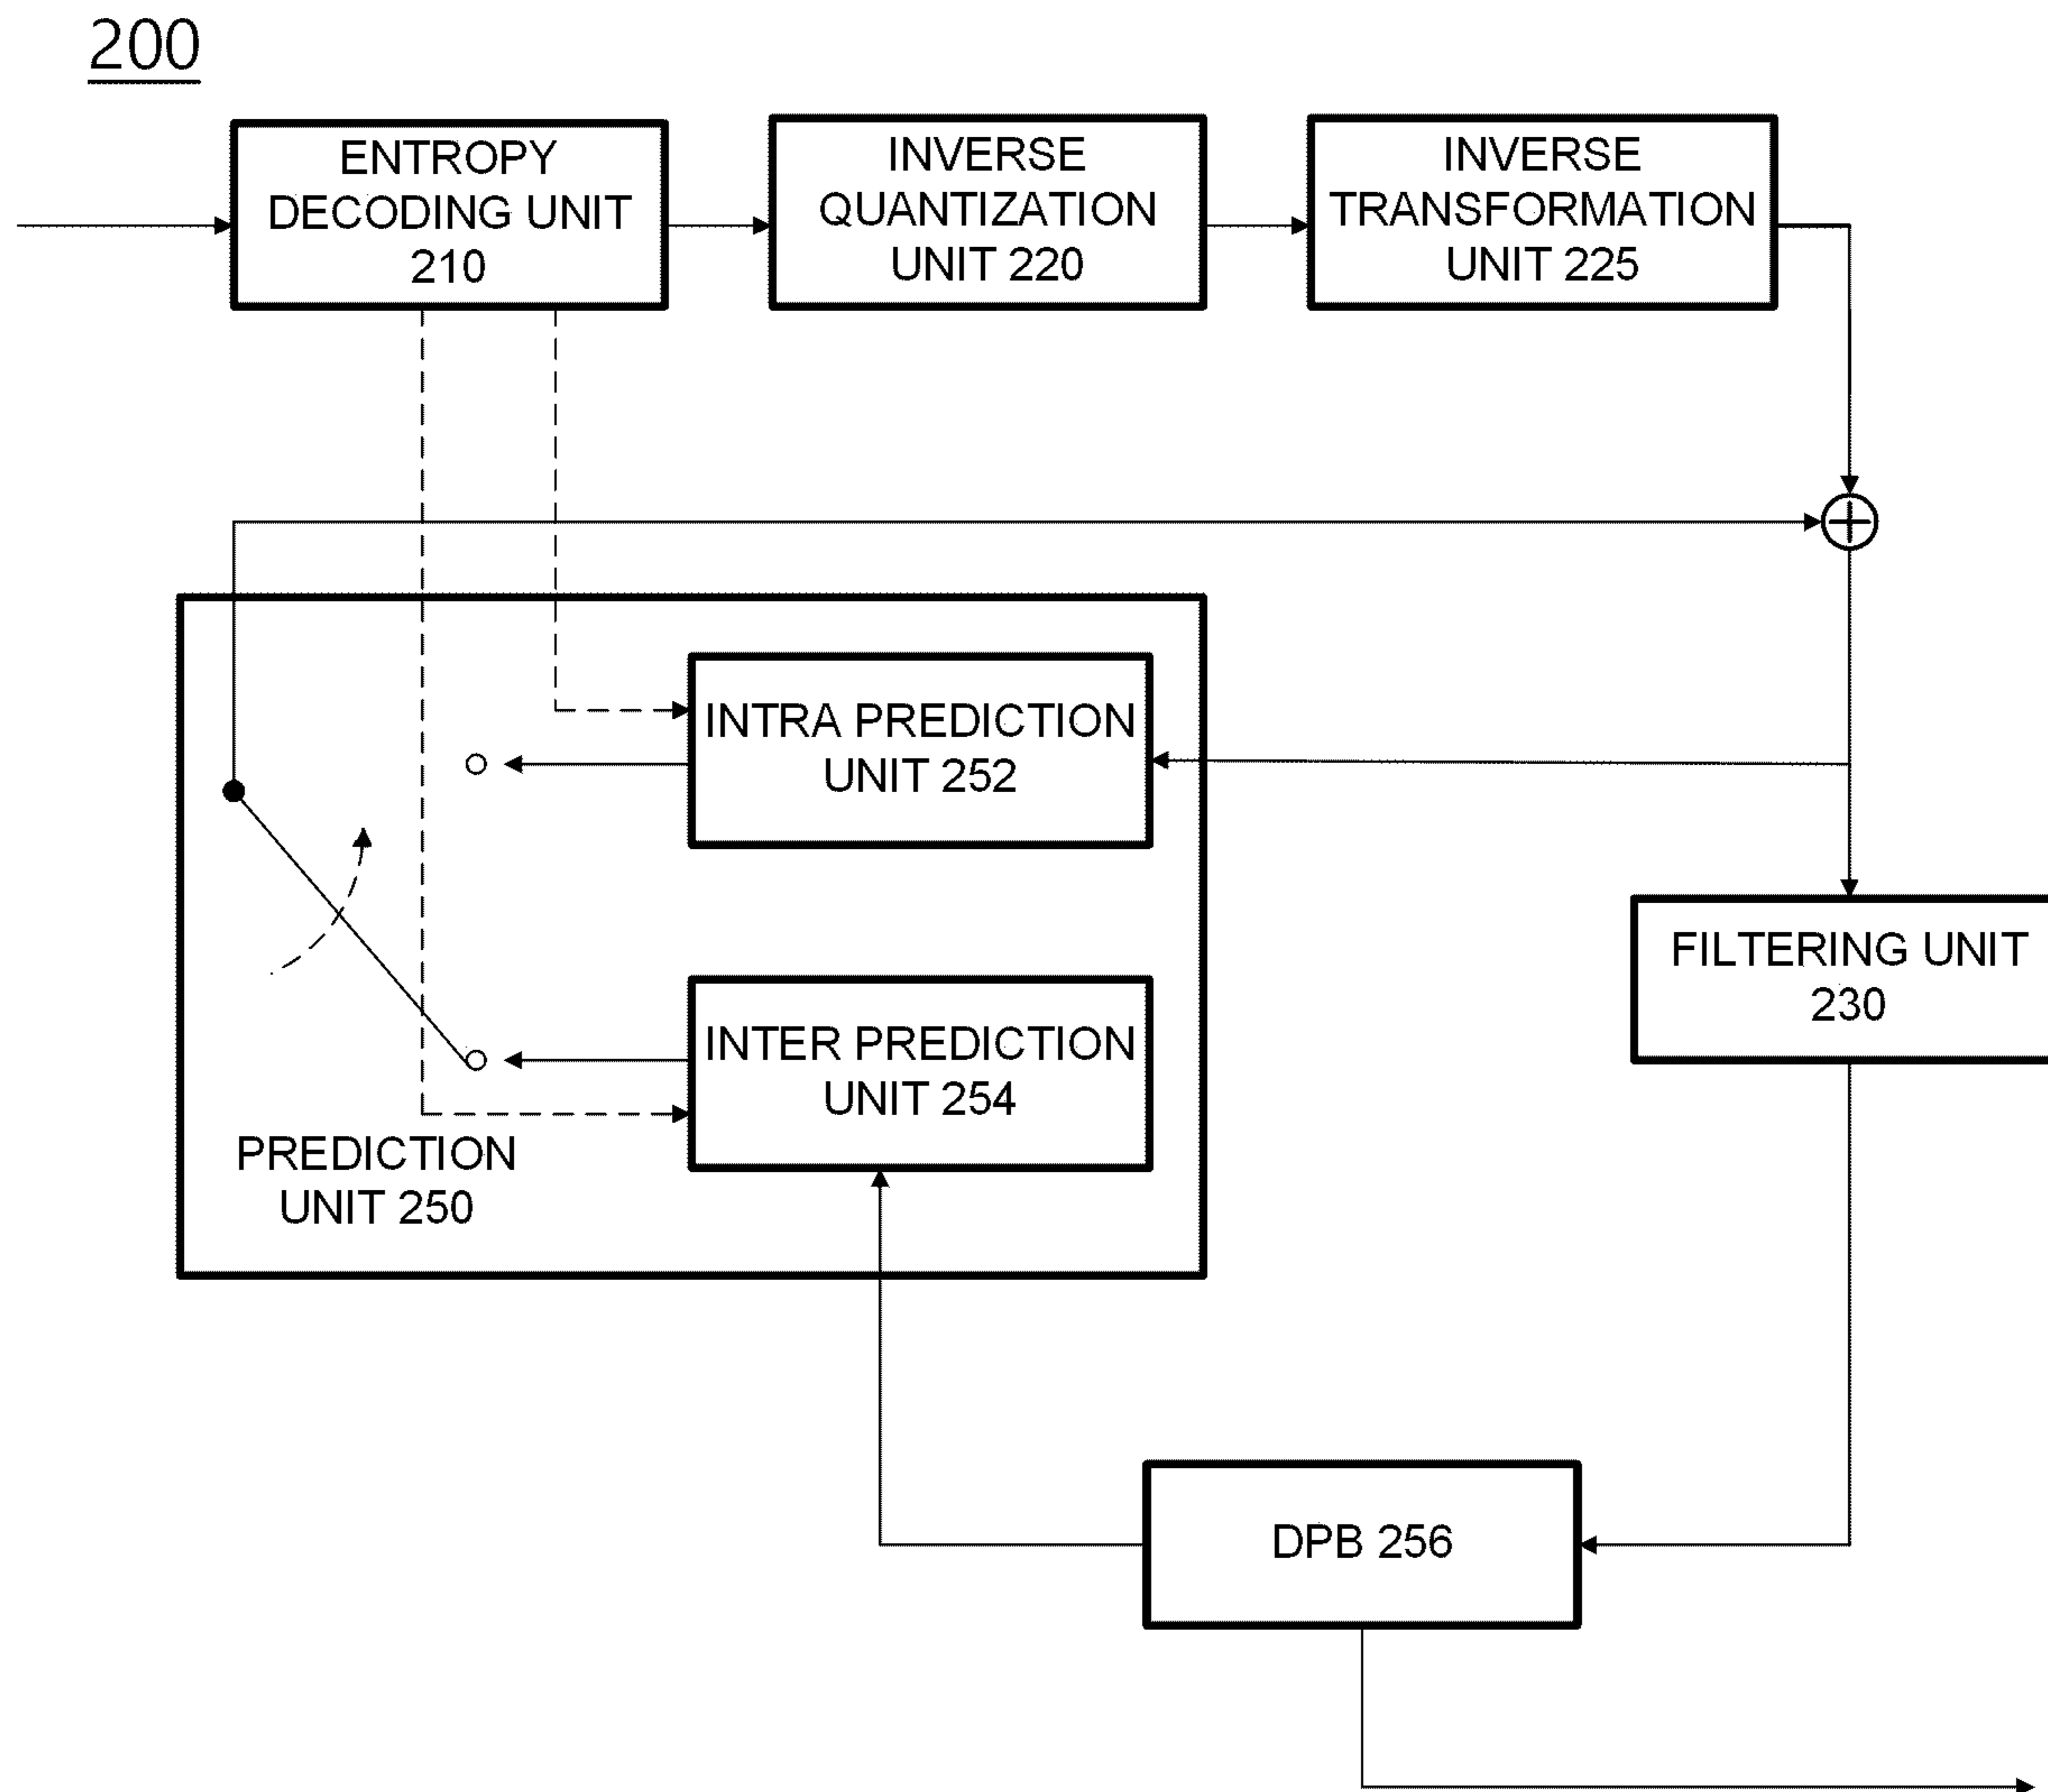 200
ENTROPY
DECODING UNIT
210
INVERSE
QUANTIZATION
UNIT 220
INVERSE
TRANSFORMATION
UNIT 225
INTRA PREDICTION
UNIT 252
FILTERING UNIT
230
INTER PREDICTION
UNIT 254
PREDICTION
UNIT 250
DPB 256